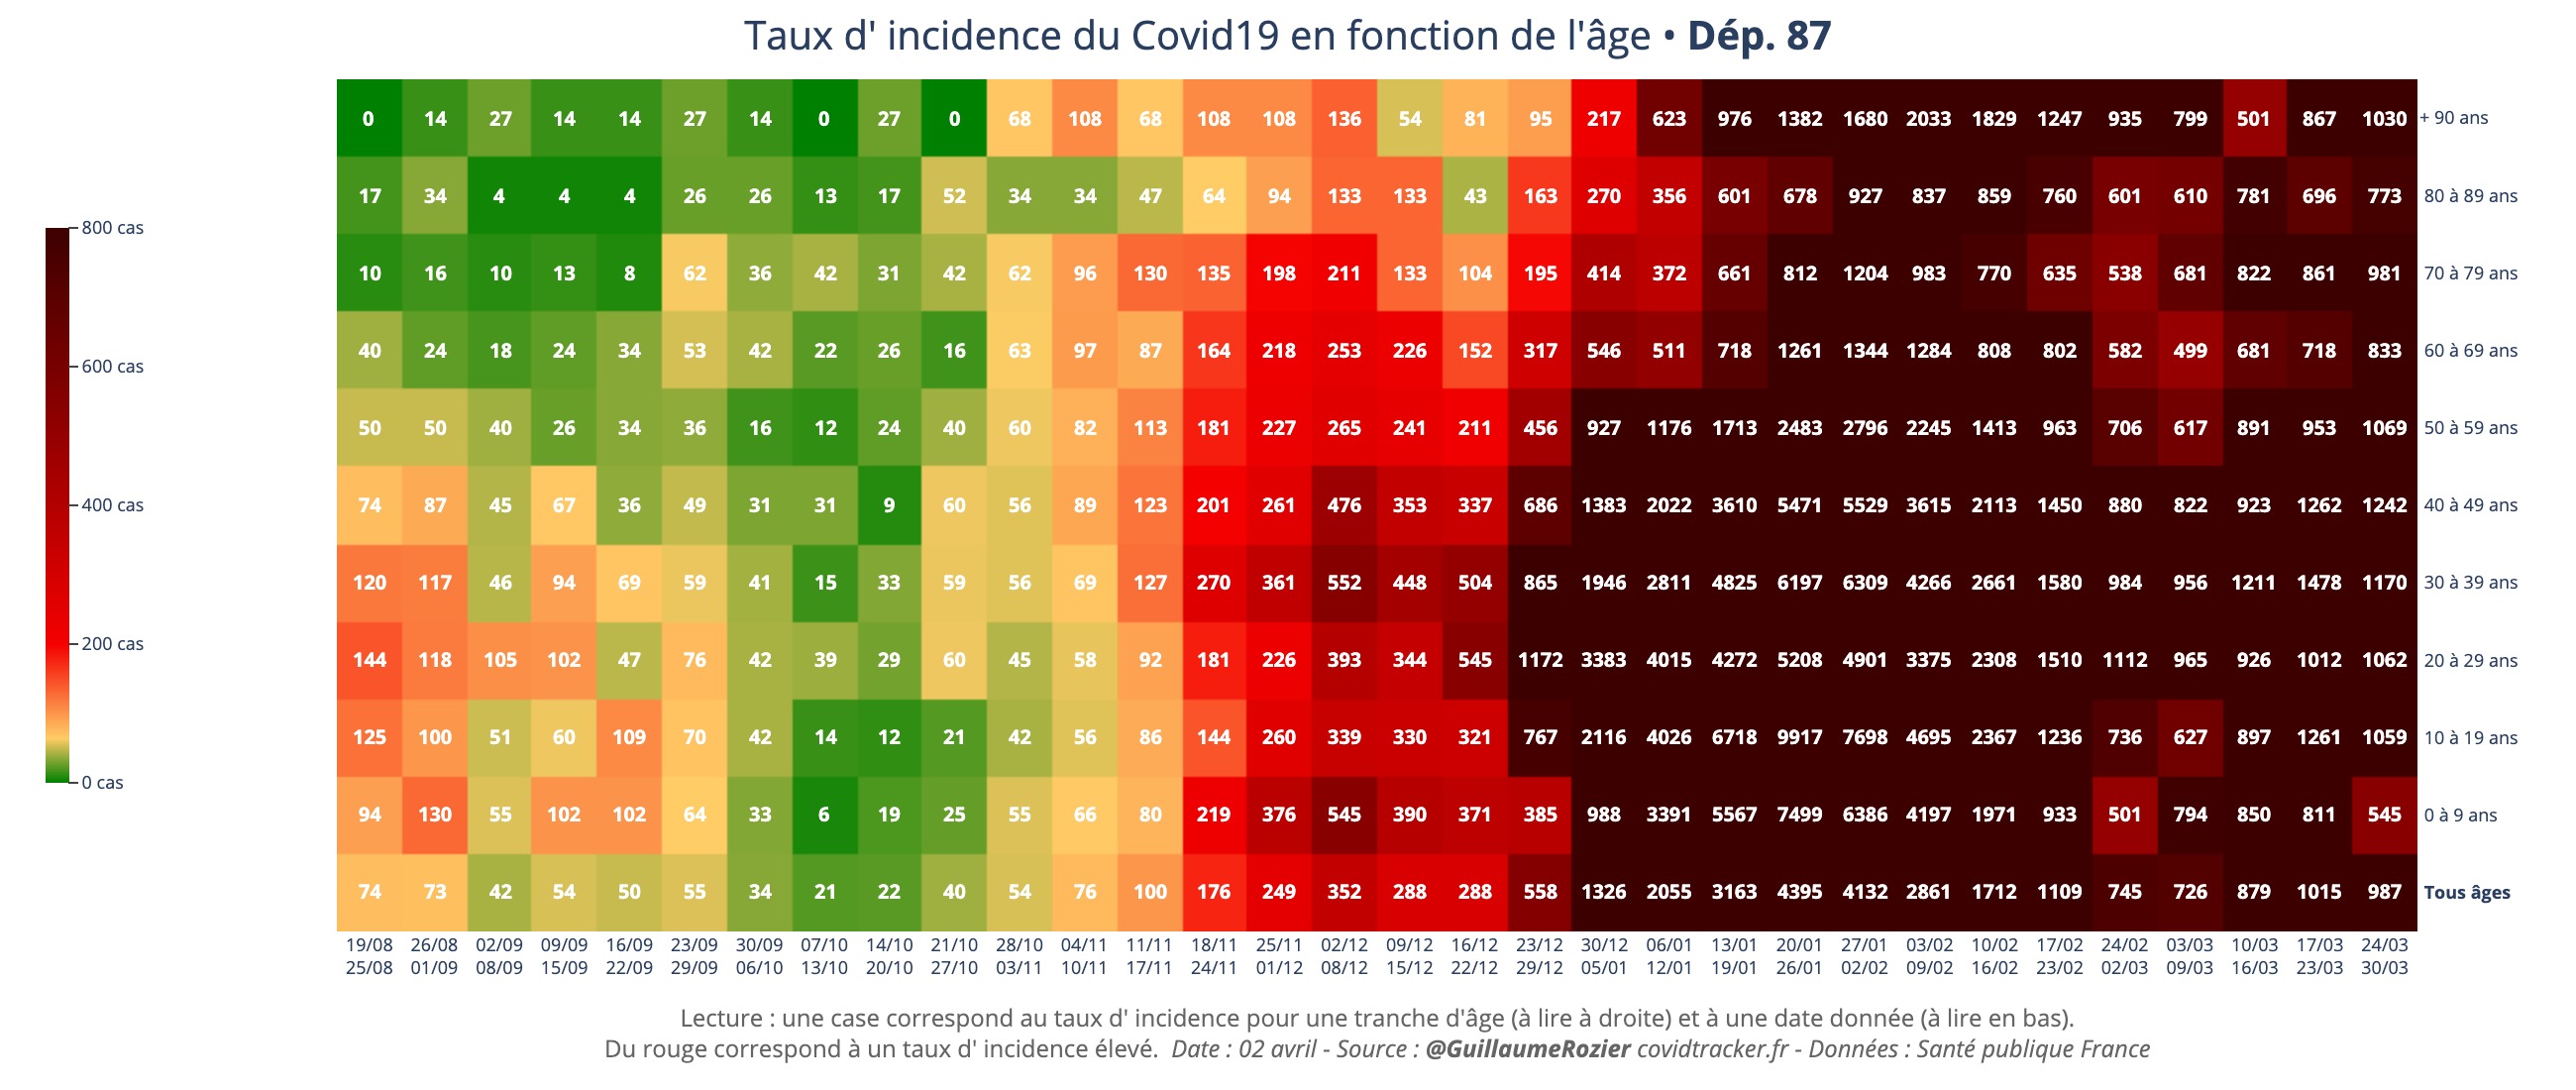 Taux d' incidence du Covid19 en fonction de l'âge • Dép. 87
0 14 27 14 14 27 14 0 27 0 68 108 68 108 108 136 54 81 95 217 623 976 1382 1680 2033 1829 1247 935 799 501 867 1030 + 90 ans
17 34 4 4 4 26 26 13 17 52 34 34 47 64 94 133 133 43 163 270 356 601 678 927 837 859 760 601 610 781 696 773 80 à 89 ans
800 cas
10 16 10 13 8 62 36 42 31 42 62 96 130 135 198 211 133 104 195 414 372 661 812 1204 983 770 635 538 681 822 861 981 70 à 79 ans
40 24 18 24 34 53 42 22 26 16 63 97 87 164 218 253 226 152 317 546 511 718 1261 1344 1284 808 802 582 499 681 718 833 60 à 69 ans
600 cas
50 50 40 26 34 36 16 12 24 40 60 82 113 181 227 265 241 211 456 927 1176 1713 2483 2796 2245 1413 963 706 617 891 953 1069 50 à 59 ans
400 cas
74 87 45 67 36 49 31 31 9 60 56 89 123 201 261 476 353 337 686 1383 2022 3610 5471 5529 3615 2113 1450 880 822 923 1262 1242 40 à 49 ans
120 117 46 94 69 59 41 15 33 59 56 69 127 270 361 552 448 504 865 1946 2811 4825 6197 6309 4266 2661 1580 984 956 1211 1478 1170 30 à 39 ans
200 cas
144 118 105 102 47 76 42 39 29 60 45 58 92 181 226 393 344 545 1172 3383 4015 4272 5208 4901 3375 2308 1510 1112 965 926 1012 1062 20 à 29 ans
125 100 51 60 109 70 42 14 12 21 42 56 86 144 260 339 330 321 767 2116 4026 6718 9917 7698 4695 2367 1236 736 627 897 1261 1059 10 à 19 ans
0 cas
94 130 55 102 102 64 33 6 19 25 55 66 80 219 376 545 390 371 385 988 3391 5567 7499 6386 4197 1971 933 501 794 850 811 545 0 à 9 ans
74 73 42 54 50 55 34 21 22 40 54 76 100 176 249 352 288 288 558 1326 2055 3163 4395 4132 2861 1712 1109 745 726 879 1015 987 Tous âges
19/08 26/08 02/09 09/09 16/09 23/09 30/09 07/10 14/10 21/10 28/10 04/11 11/11 18/11 25/11 02/12 09/12 16/12 23/12 30/12 06/01 13/01 20/01 27/01 03/02 10/02 17/02 24/02 03/03 10/03 17/03 24/03
25/08 01/09 08/09 15/09 22/09 29/09 06/10 13/10 20/10 27/10 03/11 10/11 17/11 24/11 01/12 08/12 15/12 22/12 29/12 05/01 12/01 19/01 26/01 02/02 09/02 16/02 23/02 02/03 09/03 16/03 23/03 30/03
Lecture : une case correspond au taux d' incidence pour une tranche d'âge (à lire à droite) et à une date donnée (à lire en bas).
Du rouge correspond à un taux d' incidence élevé. Date : 02 avril - Source : @GuillaumeRozier covidtracker.fr - Données : Santé publique France